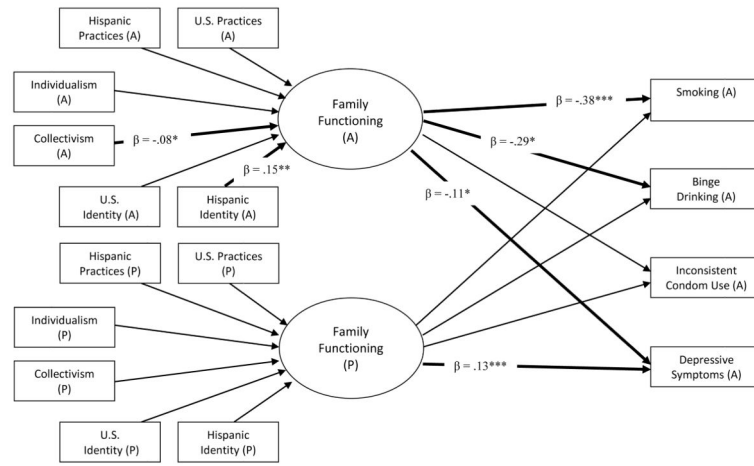 Hispanic
Practices (A)
U.S. Practices
(A)
Individualism
(A)
Collectivism
(A)
β = -.08*
U.S.
Identity (A)
β = .15**
Hispanic
Identity (A)
Family
Functioning
(A)
β = -.38***
β = -.29*
β = -.11*
Smoking (A)
Binge
Drinking (A)
Inconsistent
Condom Use (A)
Depressive
Symptoms (A)
Hispanic
Practices (P)
U.S. Practices
(P)
Individualism
(P)
Collectivism
(P)
U.S.
Identity (P)
Hispanic
Identity (P)
Family
Functioning
(P)
β = .13***